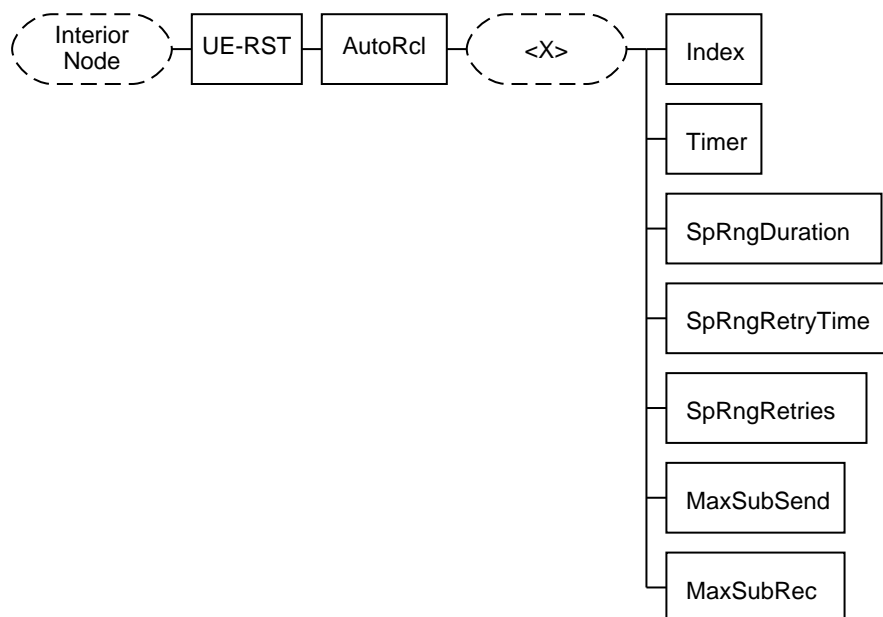 Interior
Node
UE-RST
AutoRcl
<X>
Index
Timer
SpRngDuration
SpRngRetryTime
SpRngRetries
MaxSubSend
MaxSubRec